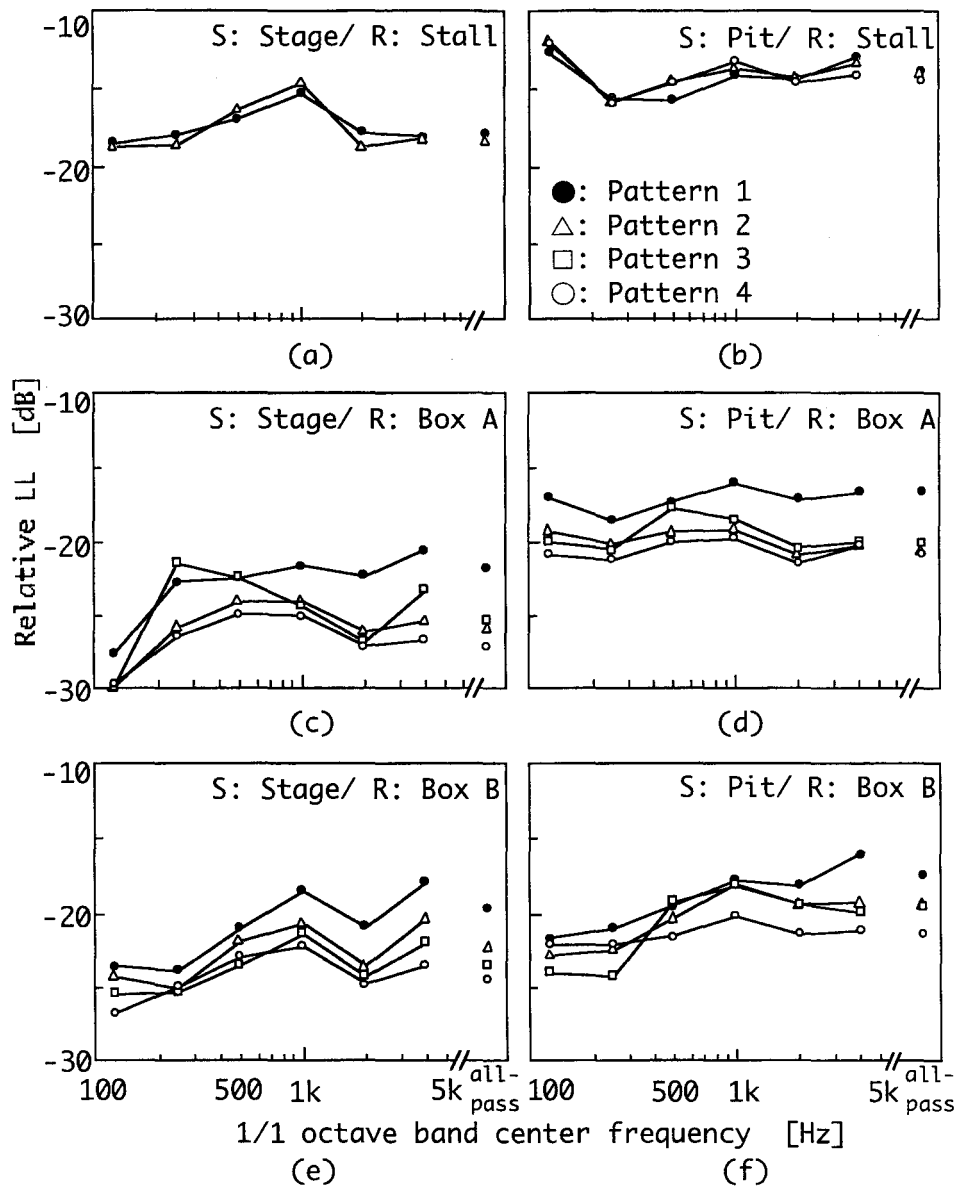 -10
S: Stage/ R: Stall
-20
-30
(a)
S: Pit/ R: Stall
●: Pattern 1
△: Pattern 2
□: Pattern 3
○: Pattern 4
(b)
Relative LL [dB]
-10
S: Stage/ R: Box A
-20
-30
(c)
S: Pit/ R: Box A
(d)
-10
S: Stage/ R: Box B
-20
-30
100 500 1k 5k all-pass
(e)
S: Pit/ R: Box B
100 500 1k 5k all-pass
1/1 octave band center frequency [Hz]
(f)